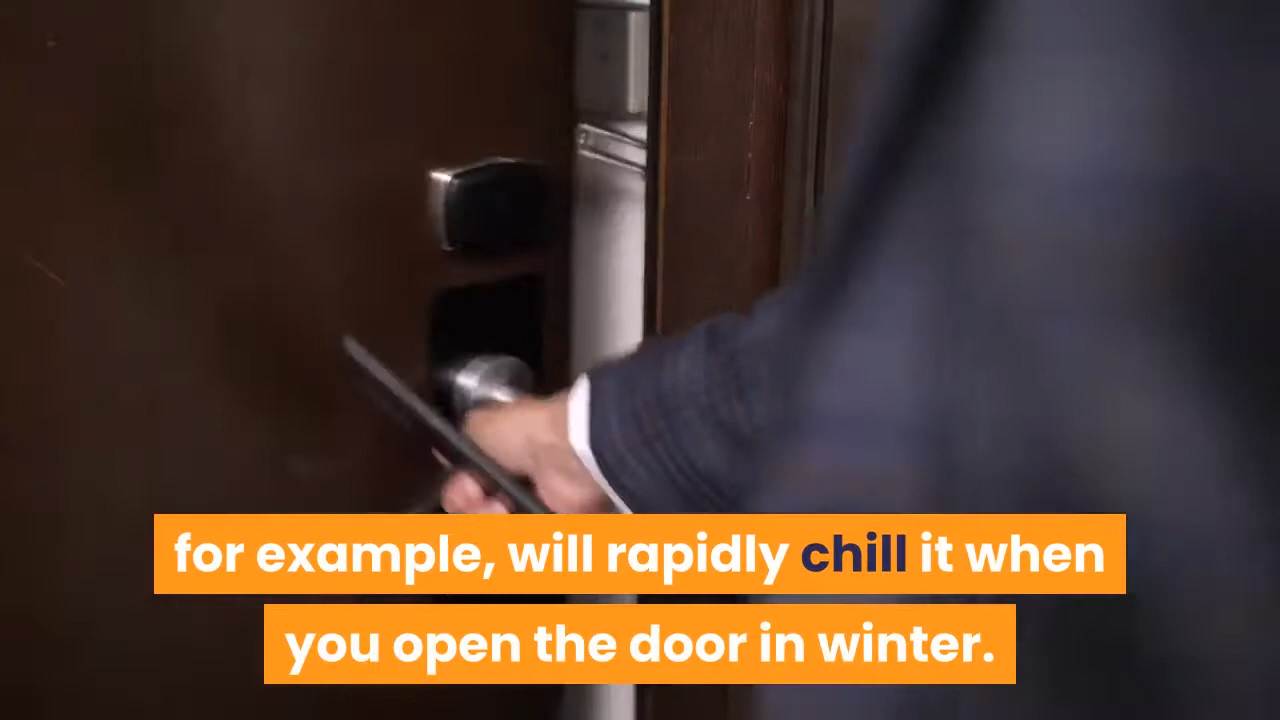 for example, will rapidly chill it when
you open the door in winter.